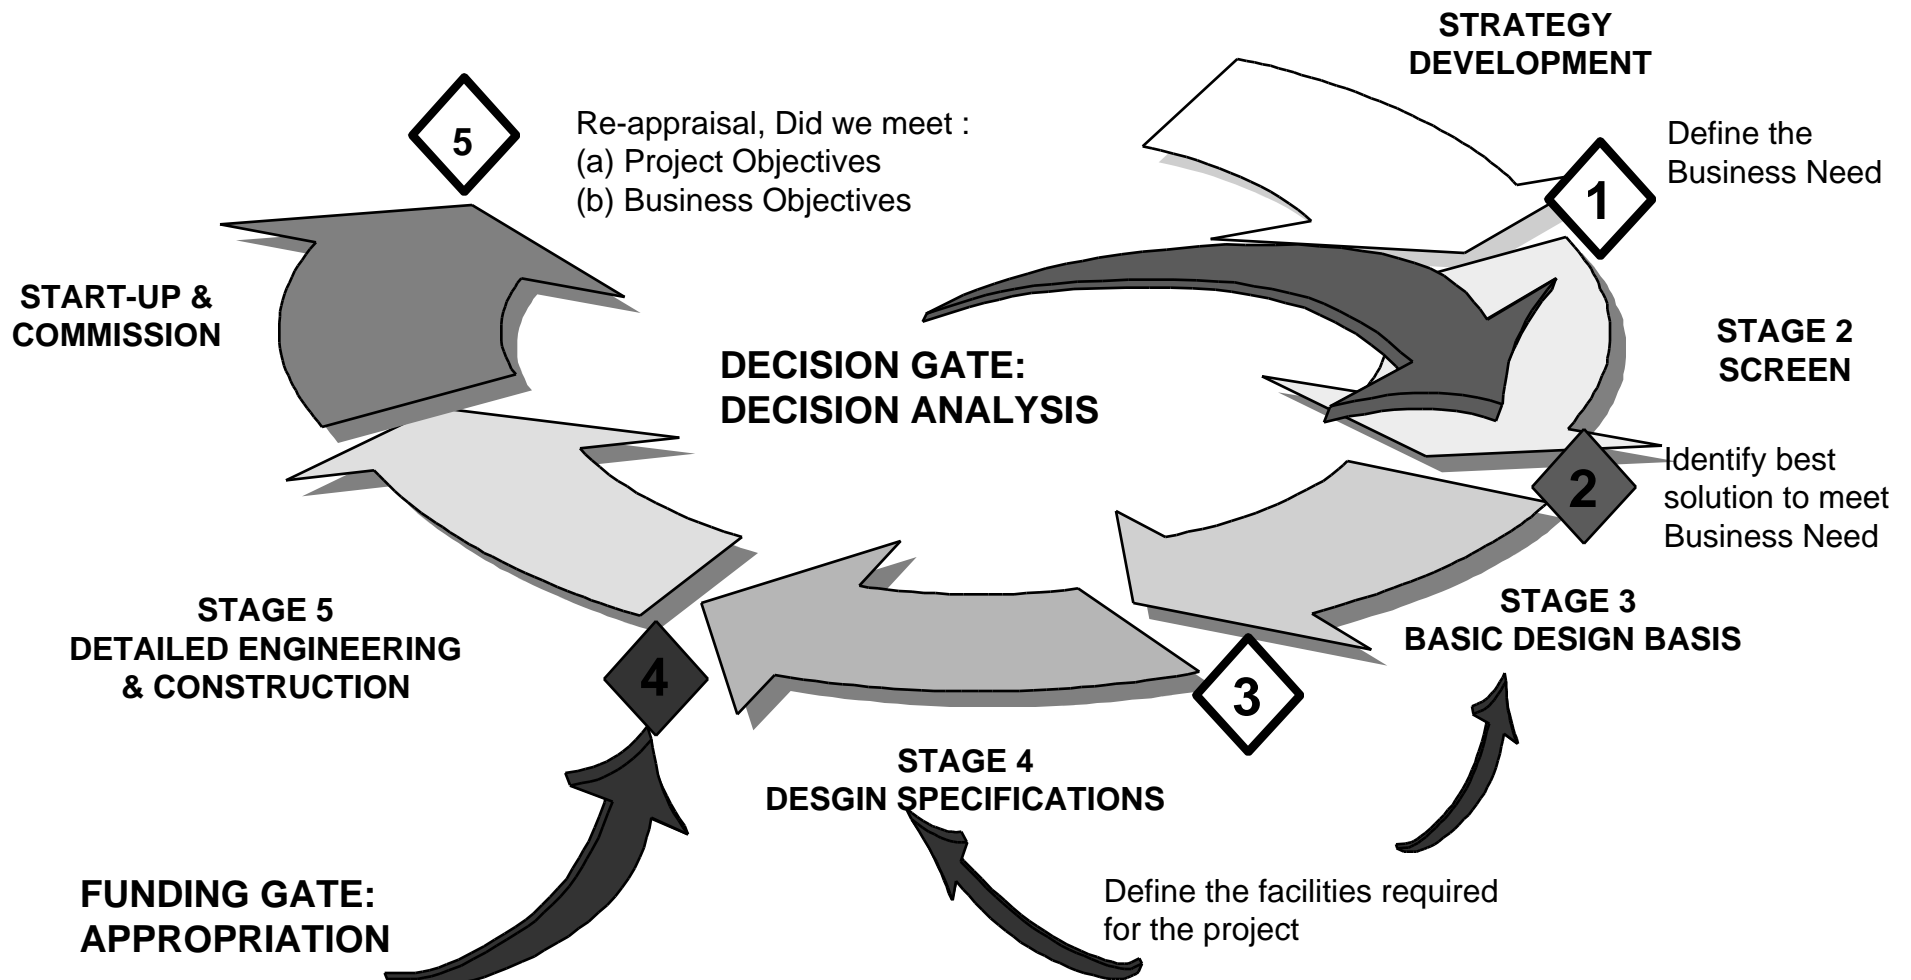 STRATEGY
DEVELOPMENT
5
Re-appraisal, Did we meet :
(a) Project Objectives
(b) Business Objectives
1
Define the
Business Need
START-UP &
COMMISSION
DECISION GATE:
DECISION ANALYSIS
STAGE 2
SCREEN
2
Identify best
solution to meet
Business Need
STAGE 3
BASIC DESIGN BASIS
STAGE 5
DETAILED ENGINEERING
& CONSTRUCTION
4
3
STAGE 4
DESGIN SPECIFICATIONS
FUNDING GATE:
APPROPRIATION
Define the facilities required
for the project